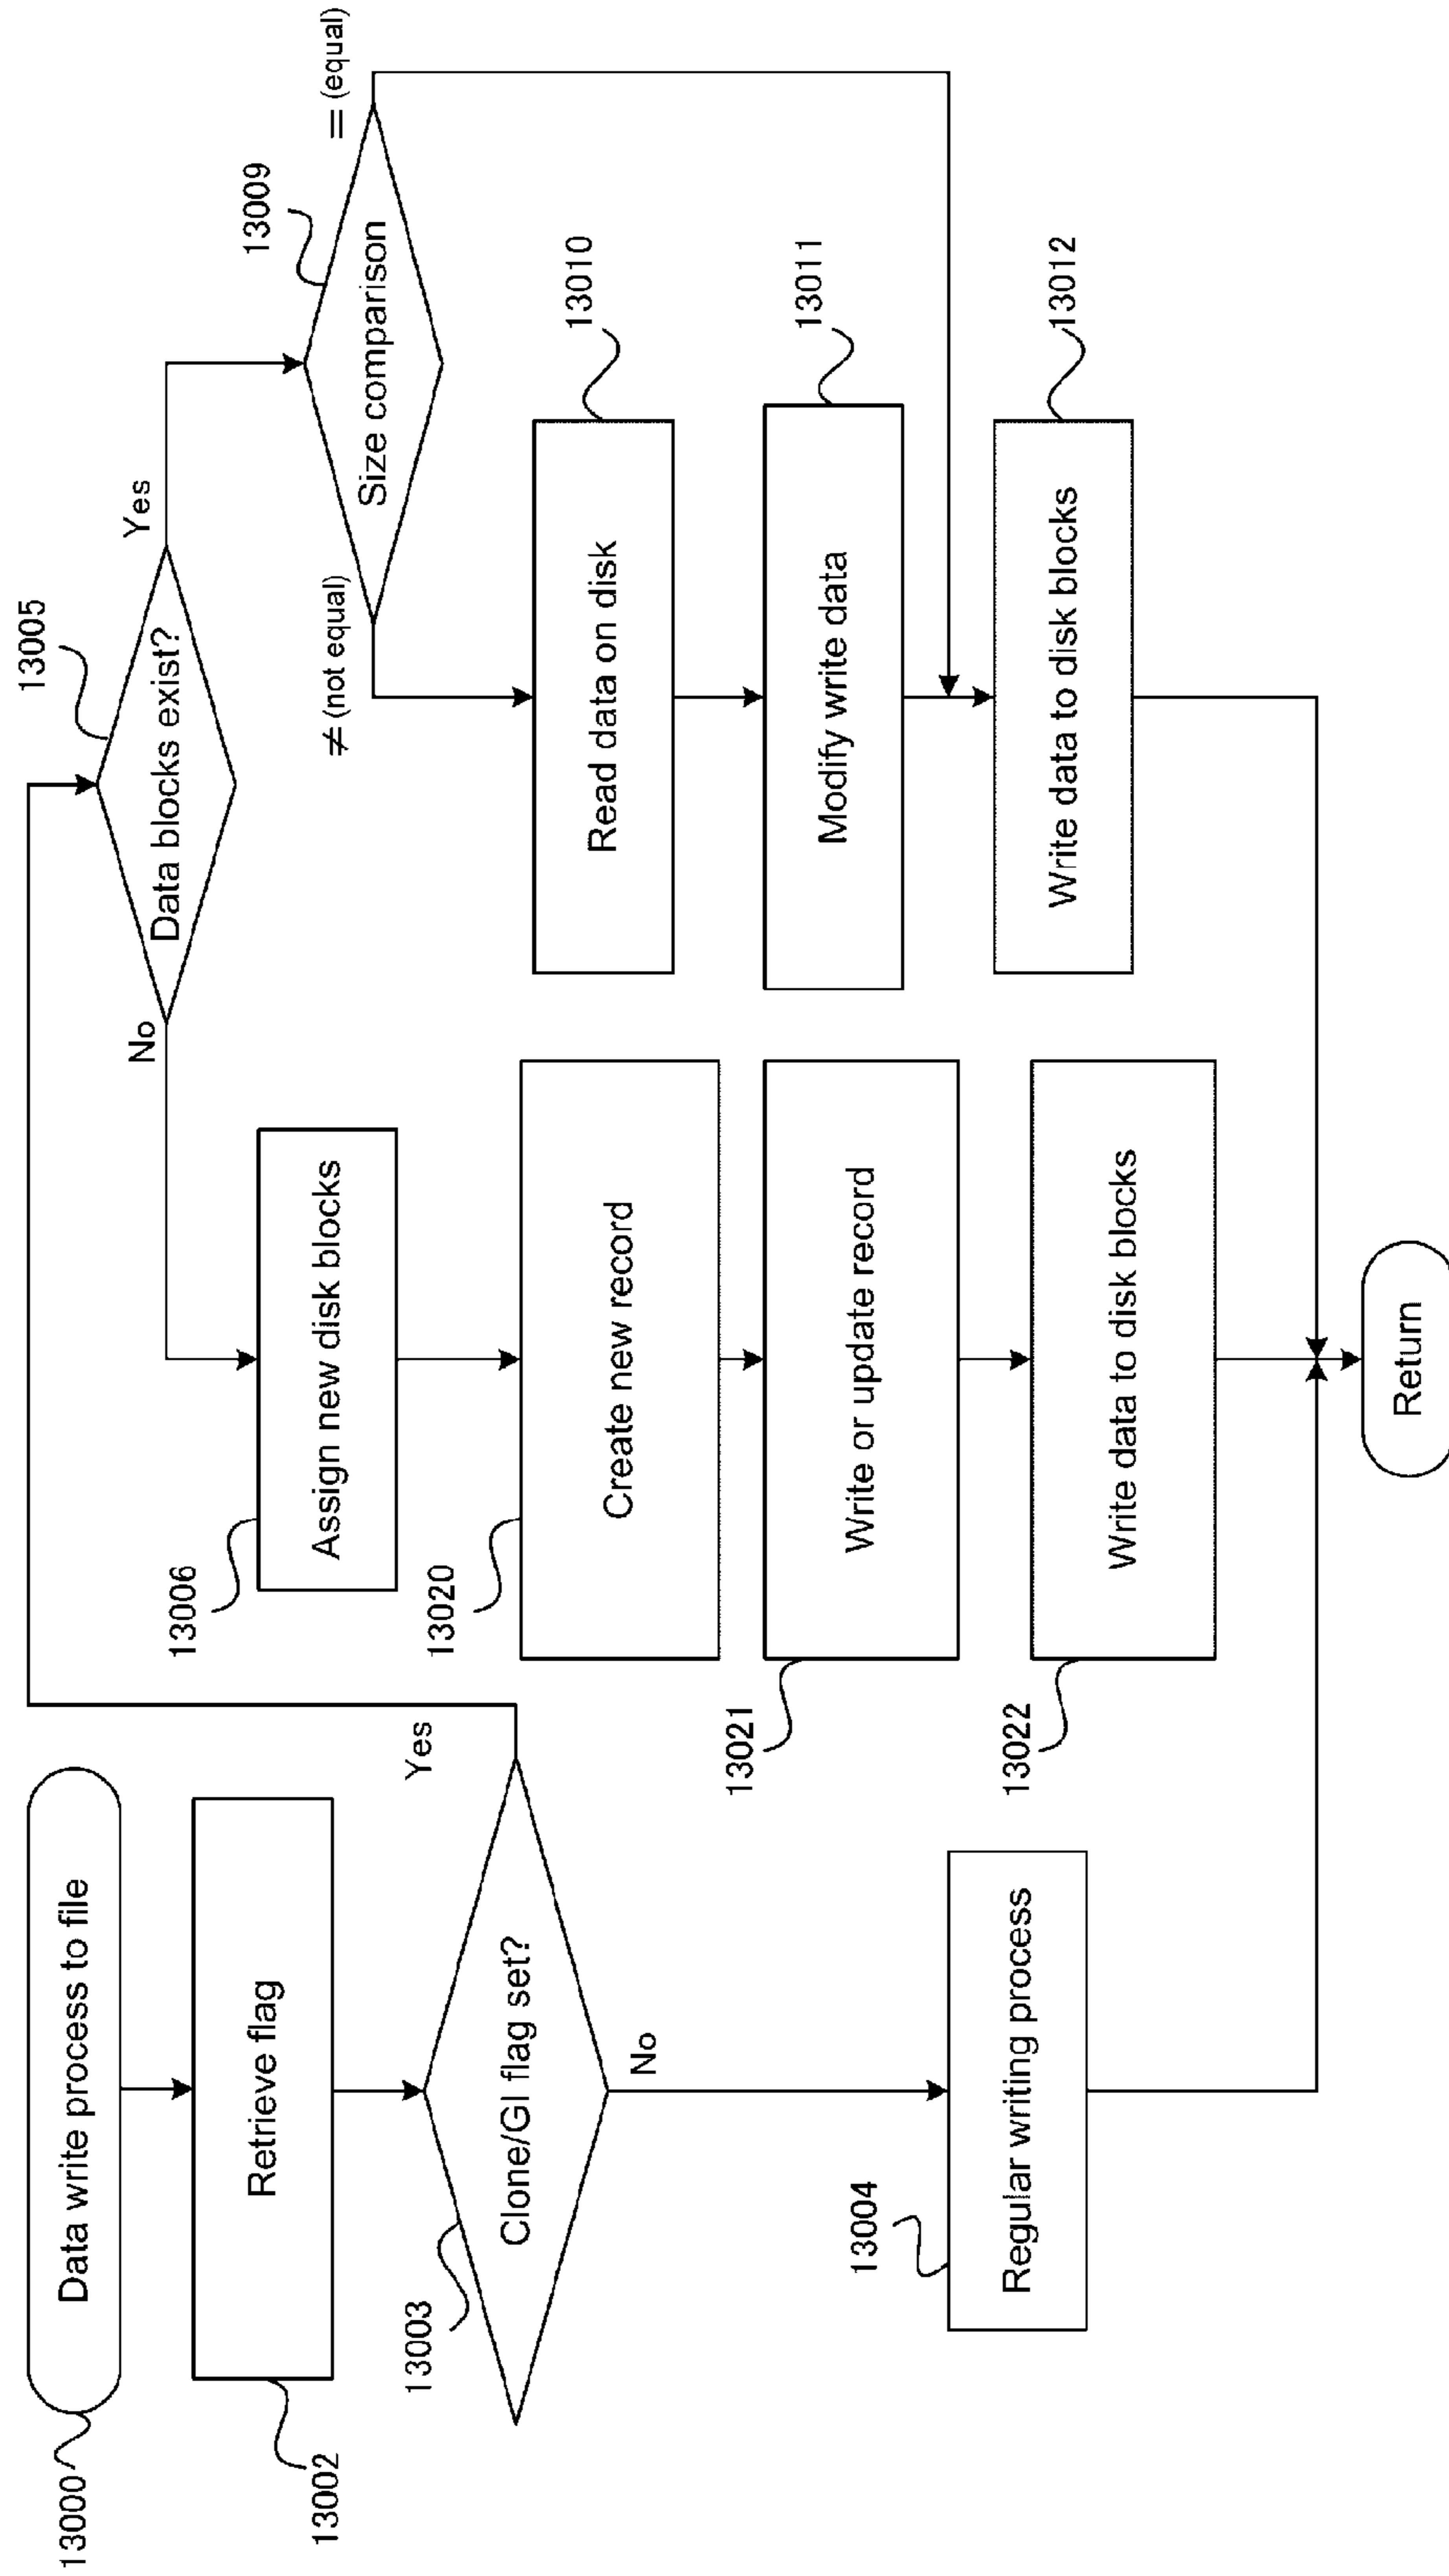 13000
Data write process to file
13002
Retrieve flag
13003
Clone/GI flag set?
Yes
No
13004
Regular writing process
13005
Data blocks exist?
No
Yes
13006
Assign new disk blocks
13020
Create new record
13021
Write or update record
13022
Write data to disk blocks
13009
Size comparison
≠ (not equal)
= (equal)
13010
Read data on disk
13011
Modify write data
13012
Write data to disk blocks
Return